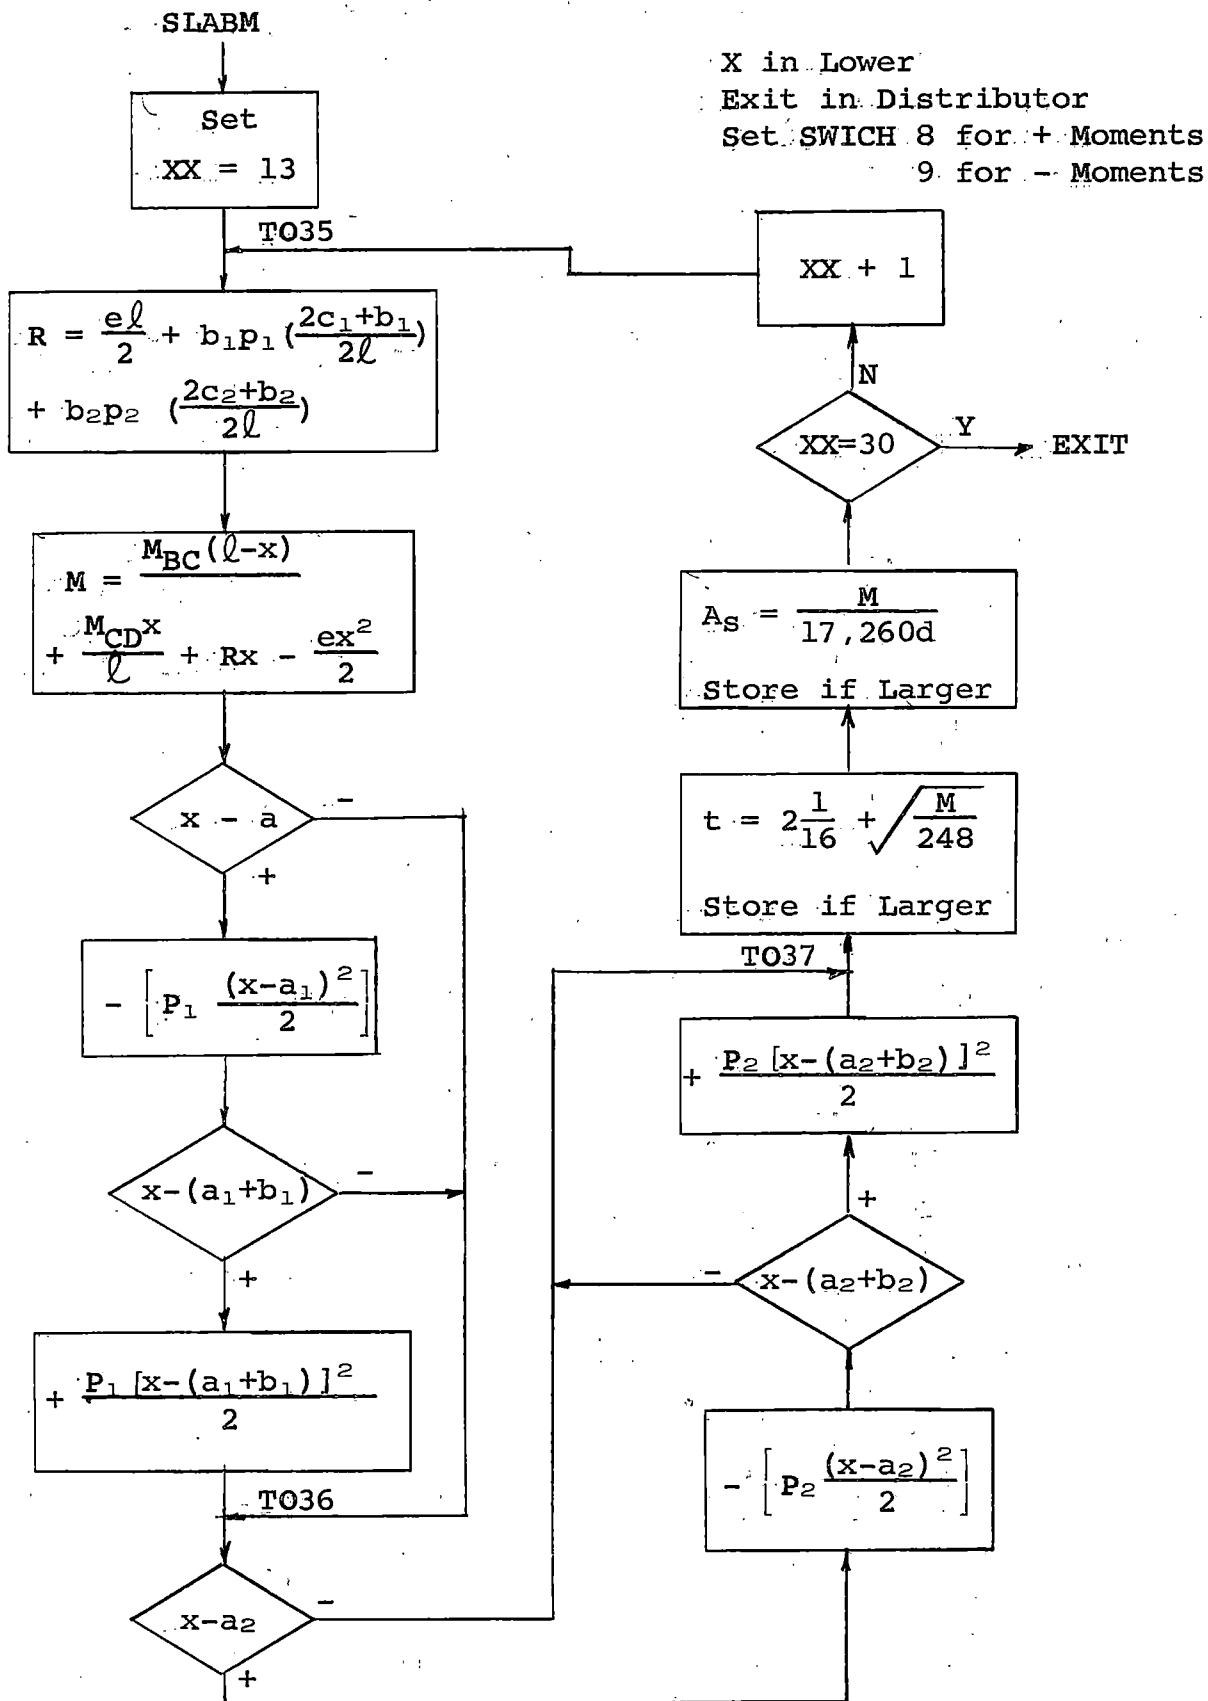 SLABM
X in Lower
Exit in Distributor
Set SWICH 8 for + Moments
9 for - Moments
Set
XX = 13
TO35
R = eℓ/2 + b₁p₁(2c₁+b₁/2ℓ)
+ b₂p₂ (2c₂+b₂/2ℓ)
M = M_BC(ℓ-x)
+ M_CDx/ℓ + Rx - ex²/2
x - a
-
+
- [P₁ (x-a₁)²/2]
x-(a₁+b₁)
-
+
+ P₁[x-(a₁+b₁)]²/2
TO36
x-a₂
-
+
- [P₂ (x-a₂)²/2]
x-(a₂+b₂)
-
+
+ P₂[x-(a₂+b₂)]²/2
TO37
t = 2 1/16 + √M/248
Store if Larger
A_s = M/17,260d
Store if Larger
XX=30
Y
EXIT
N
XX + 1